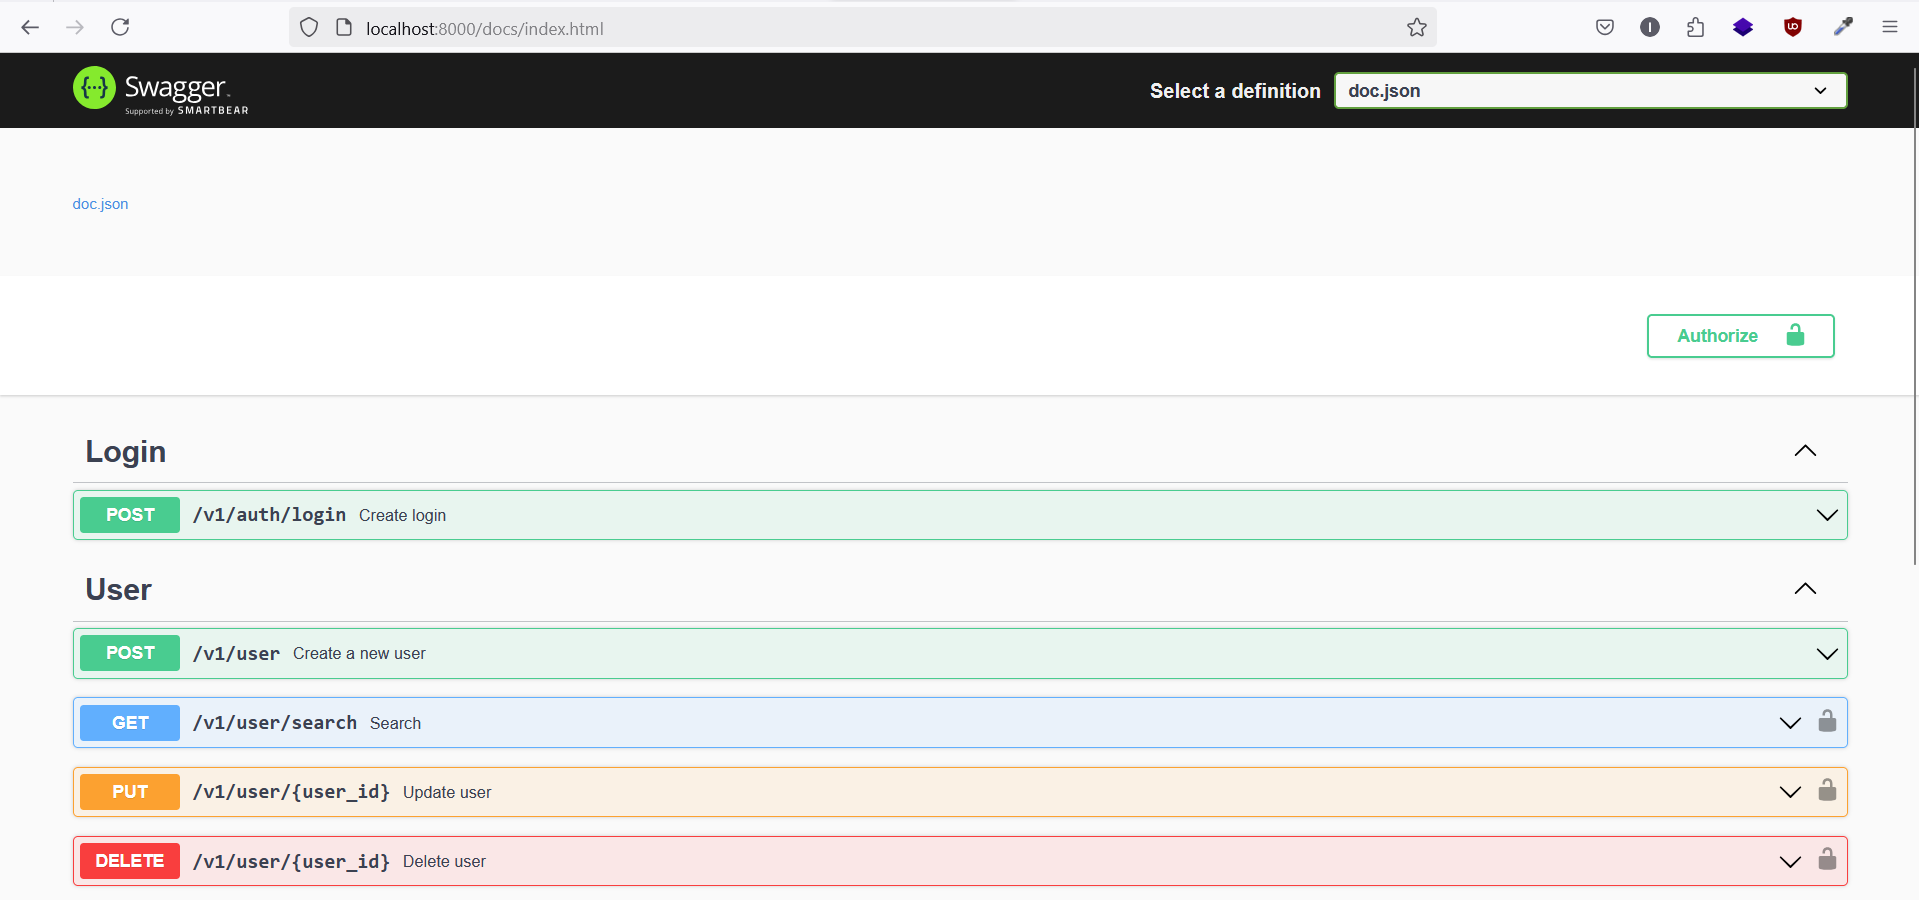 localhost:8000/docs/index.html
Swagger
Supported by SMARTBEAR
Select a definition
doc.json
doc.json
Authorize
Login
POST /v1/auth/login Create login
User
POST /v1/user Create a new user
GET /v1/user/search Search
PUT /v1/user/{user_id} Update user
DELETE /v1/user/{user_id} Delete user